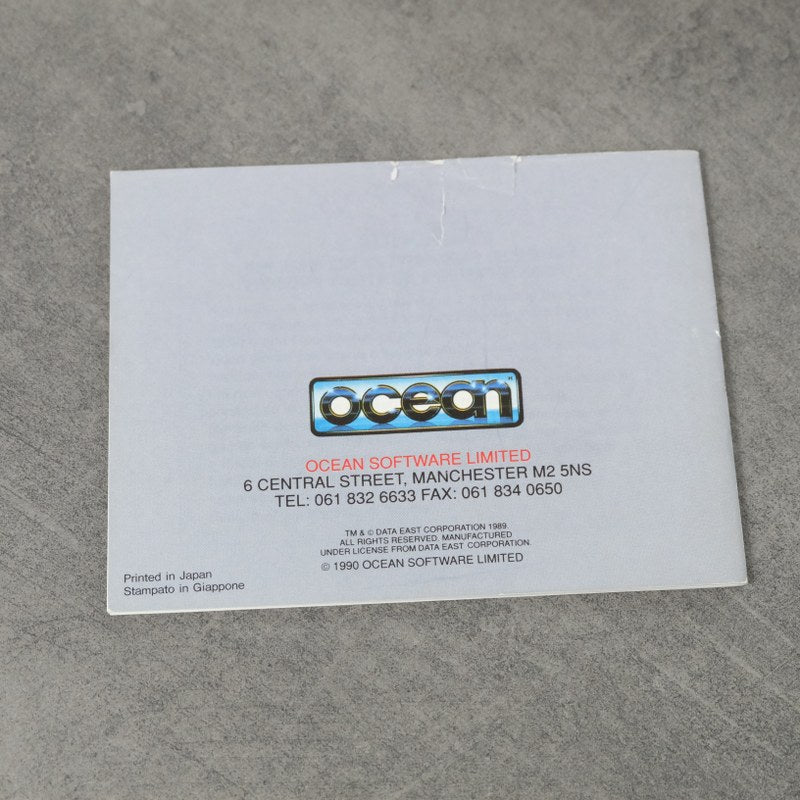 ocean
OCEAN SOFTWARE LIMITED
6 CENTRAL STREET, MANCHESTER M2 5NS
TEL: 061 832 6633 FAX: 061 834 0650
TM & © DATA EAST CORPORATION 1989.
ALL RIGHTS RESERVED. MANUFACTURED
UNDER LICENSE FROM DATA EAST CORPORATION.
© 1990 OCEAN SOFTWARE LIMITED
Printed in Japan
Stampato in Giappone